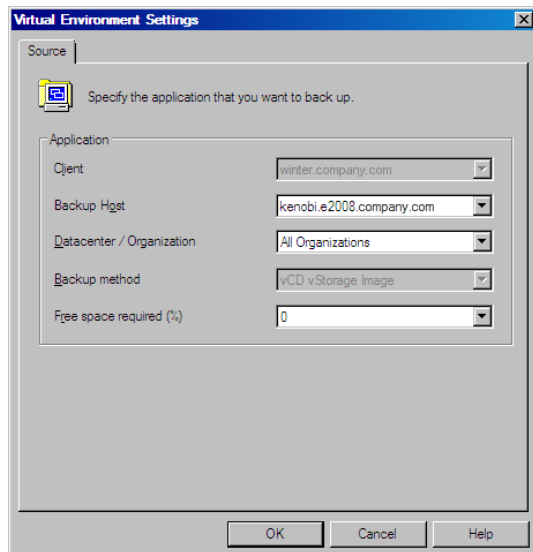 Virtual Environment Settings
Source
Specify the application that you want to back up.
Application
Client winter.company.com
Backup Host kenobi.e2008.company.com
Datacenter / Organization All Organizations
Backup method vCD vStorage Image
Free space required (%) 0
OK Cancel Help